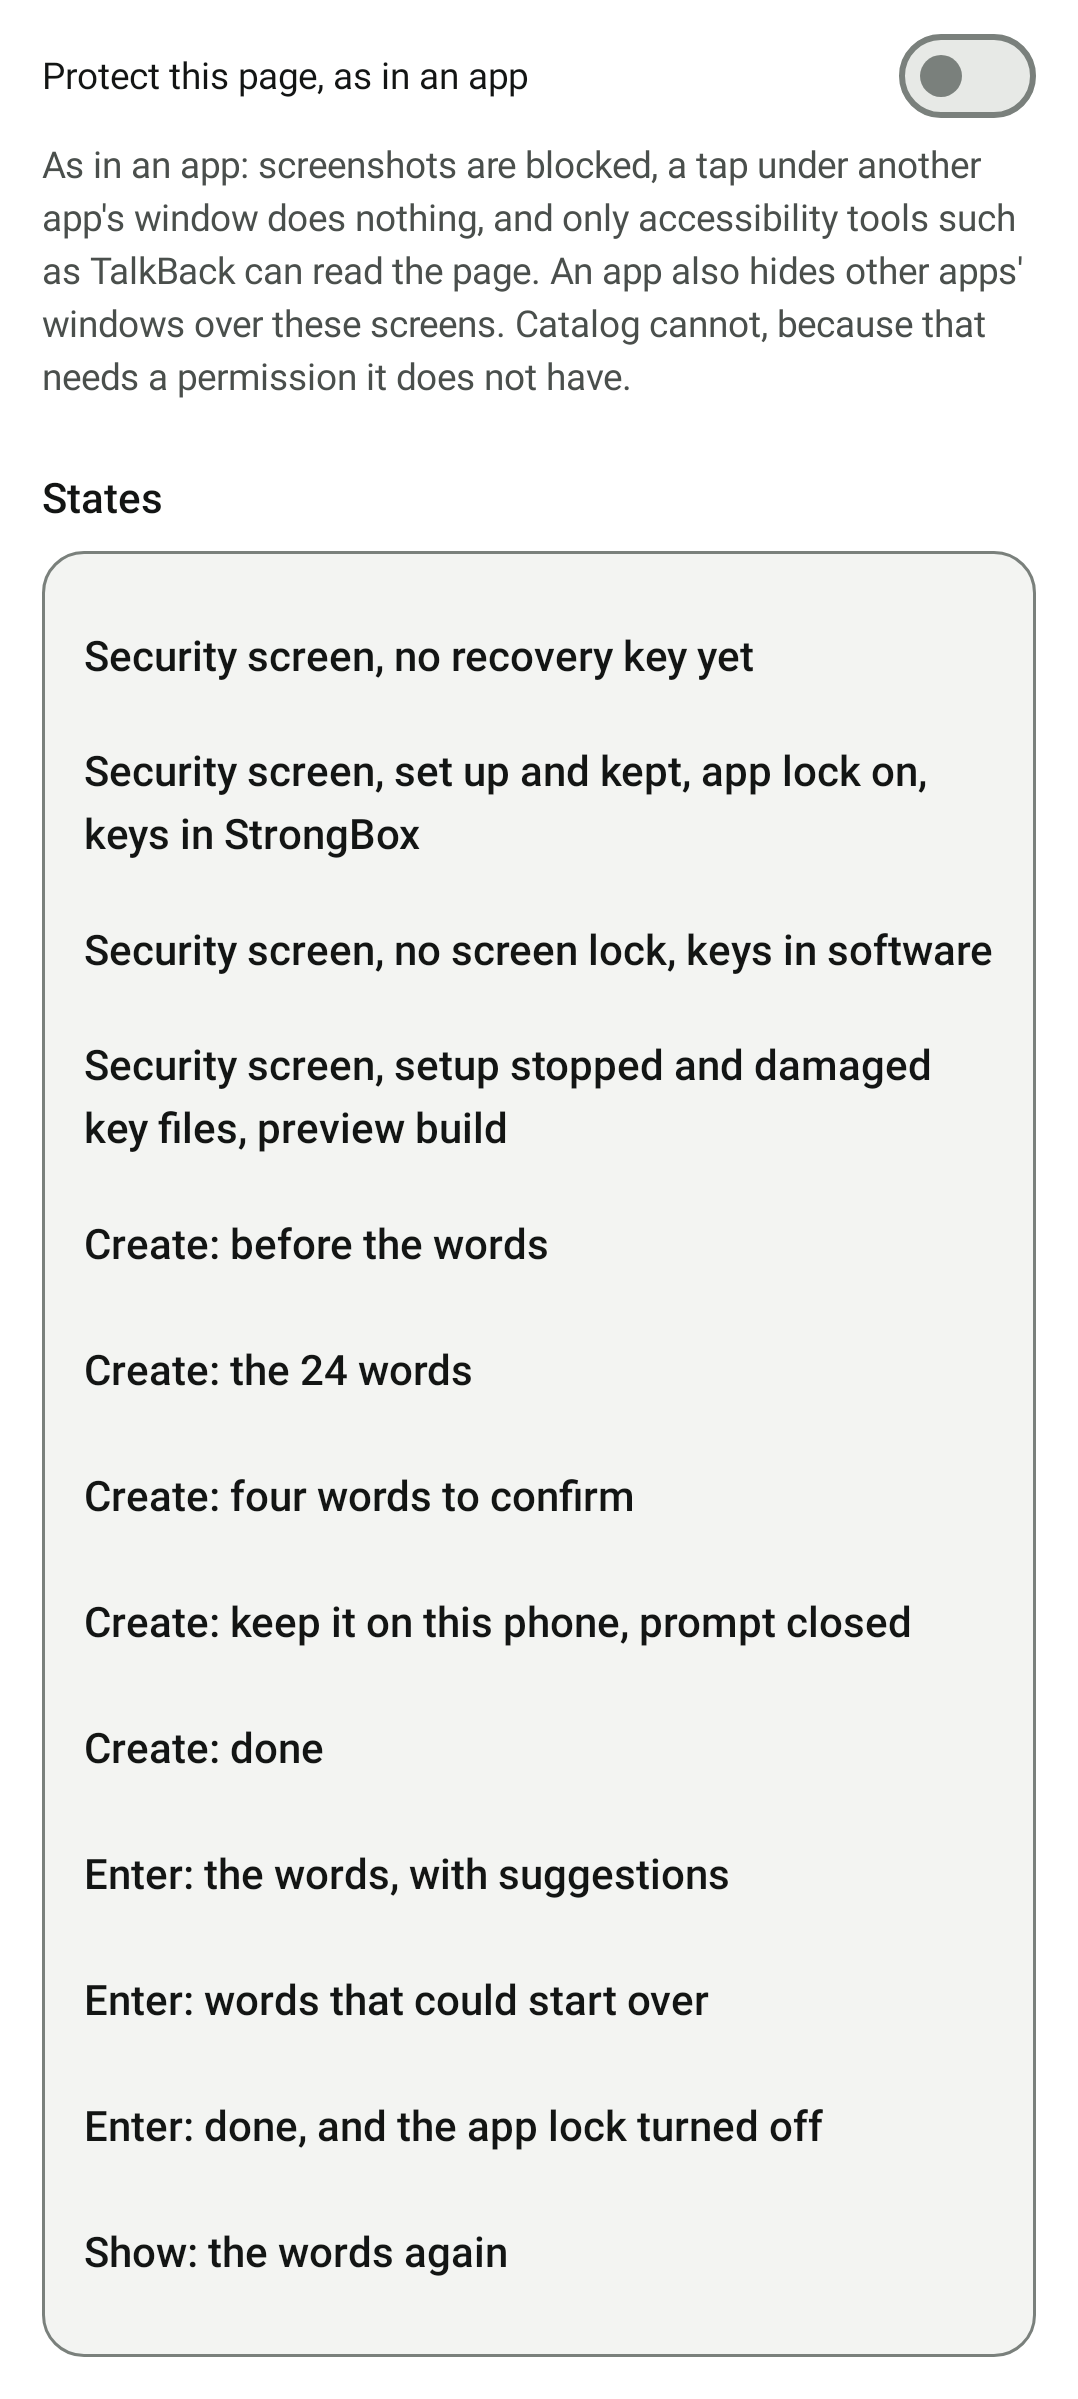 Protect this page, as in an app
As in an app: screenshots are blocked, a tap under another
app's window does nothing, and only accessibility tools such
as TalkBack can read the page. An app also hides other apps'
windows over these screens. Catalog cannot, because that
needs a permission it does not have.
States
Security screen, no recovery key yet
Security screen, set up and kept, app lock on,
keys in StrongBox
Security screen, no screen lock, keys in software
Security screen, setup stopped and damaged
key files, preview build
Create: before the words
Create: the 24 words
Create: four words to confirm
Create: keep it on this phone, prompt closed
Create: done
Enter: the words, with suggestions
Enter: words that could start over
Enter: done, and the app lock turned off
Show: the words again